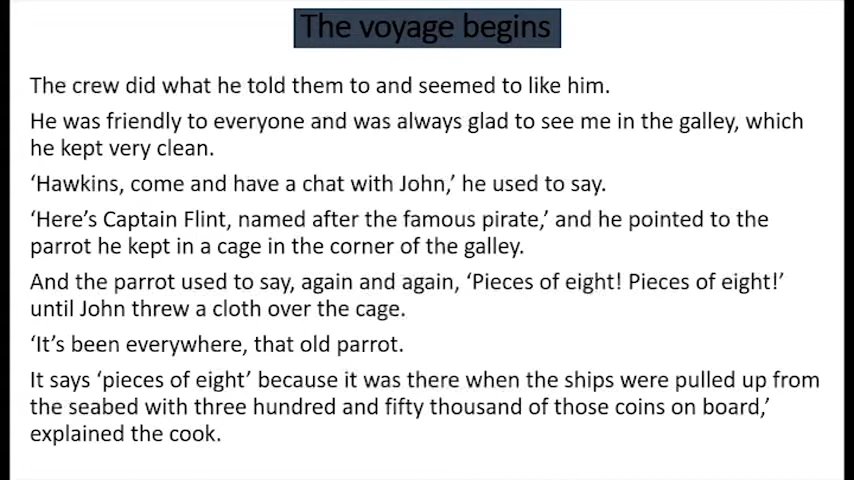 The voyage begins
The crew did what he told them to and seemed to like him.
He was friendly to everyone and was always glad to see me in the galley, which
he kept very clean.
‘Hawkins, come and have a chat with John,’ he used to say.
‘Here’s Captain Flint, named after the famous pirate,’ and he pointed to the
parrot he kept in a cage in the corner of the galley.
And the parrot used to say, again and again, ‘Pieces of eight! Pieces of eight!’
until John threw a cloth over the cage.
‘It’s been everywhere, that old parrot.
It says ‘pieces of eight’ because it was there when the ships were pulled up from
the seabed with three hundred and fifty thousand of those coins on board,’
explained the cook.